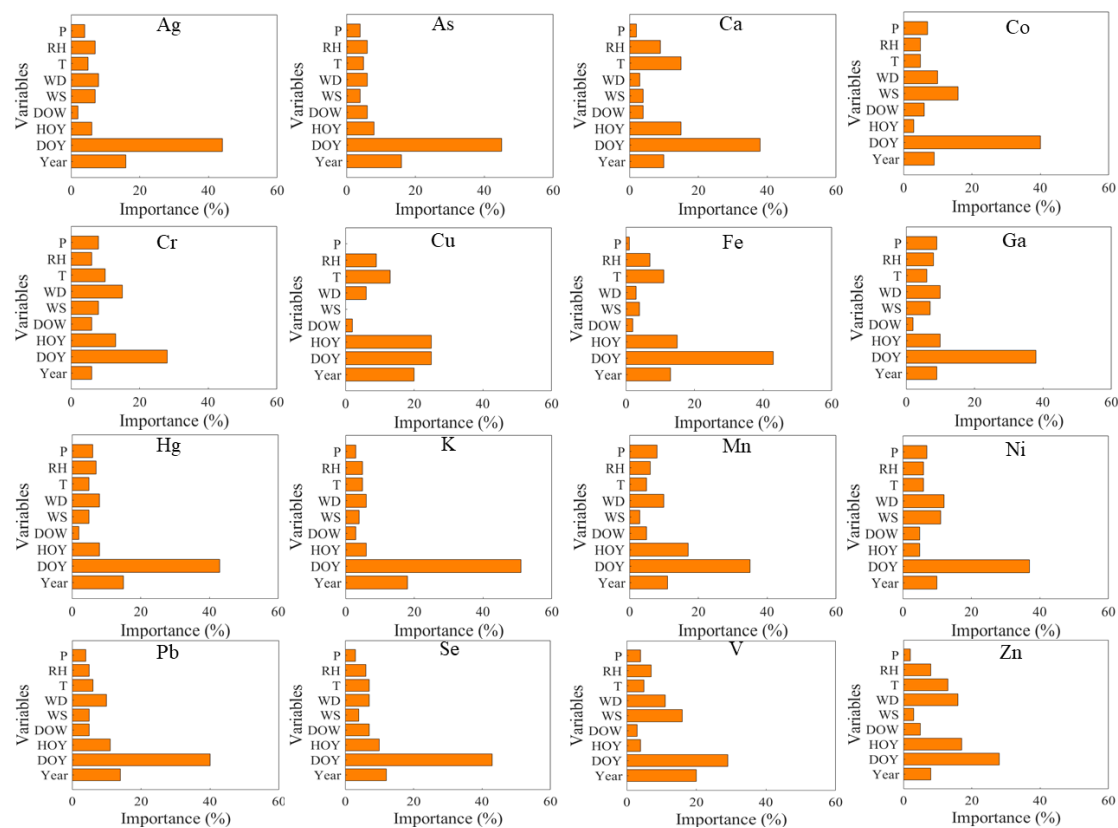 Ag
P
RH
T
WD
WS
DOW
HOY
DOY
Year
Variables
0 20 40 60
Importance (%)
As
P
RH
T
WD
WS
DOW
HOY
DOY
Year
Variables
0 20 40 60
Importance (%)
Ca
P
RH
T
WD
WS
DOW
HOY
DOY
Year
Variables
0 20 40 60
Importance (%)
Co
P
RH
T
WD
WS
DOW
HOY
DOY
Year
Variables
0 20 40 60
Importance (%)
Cr
P
RH
T
WD
WS
DOW
HOY
DOY
Year
Variables
0 20 40 60
Importance (%)
Cu
P
RH
T
WD
WS
DOW
HOY
DOY
Year
Variables
0 20 40 60
Importance (%)
Fe
P
RH
T
WD
WS
DOW
HOY
DOY
Year
Variables
0 20 40 60
Importance (%)
Ga
P
RH
T
WD
WS
DOW
HOY
DOY
Year
Variables
0 20 40 60
Importance (%)
Hg
P
RH
T
WD
WS
DOW
HOY
DOY
Year
Variables
0 20 40 60
Importance (%)
K
P
RH
T
WD
WS
DOW
HOY
DOY
Year
Variables
0 20 40 60
Importance (%)
Mn
P
RH
T
WD
WS
DOW
HOY
DOY
Year
Variables
0 20 40 60
Importance (%)
Ni
P
RH
T
WD
WS
DOW
HOY
DOY
Year
Variables
0 20 40 60
Importance (%)
Pb
P
RH
T
WD
WS
DOW
HOY
DOY
Year
Variables
0 20 40 60
Importance (%)
Se
P
RH
T
WD
WS
DOW
HOY
DOY
Year
Variables
0 20 40 60
Importance (%)
V
P
RH
T
WD
WS
DOW
HOY
DOY
Year
Variables
0 20 40 60
Importance (%)
Zn
P
RH
T
WD
WS
DOW
HOY
DOY
Year
Variables
0 20 40 60
Importance (%)